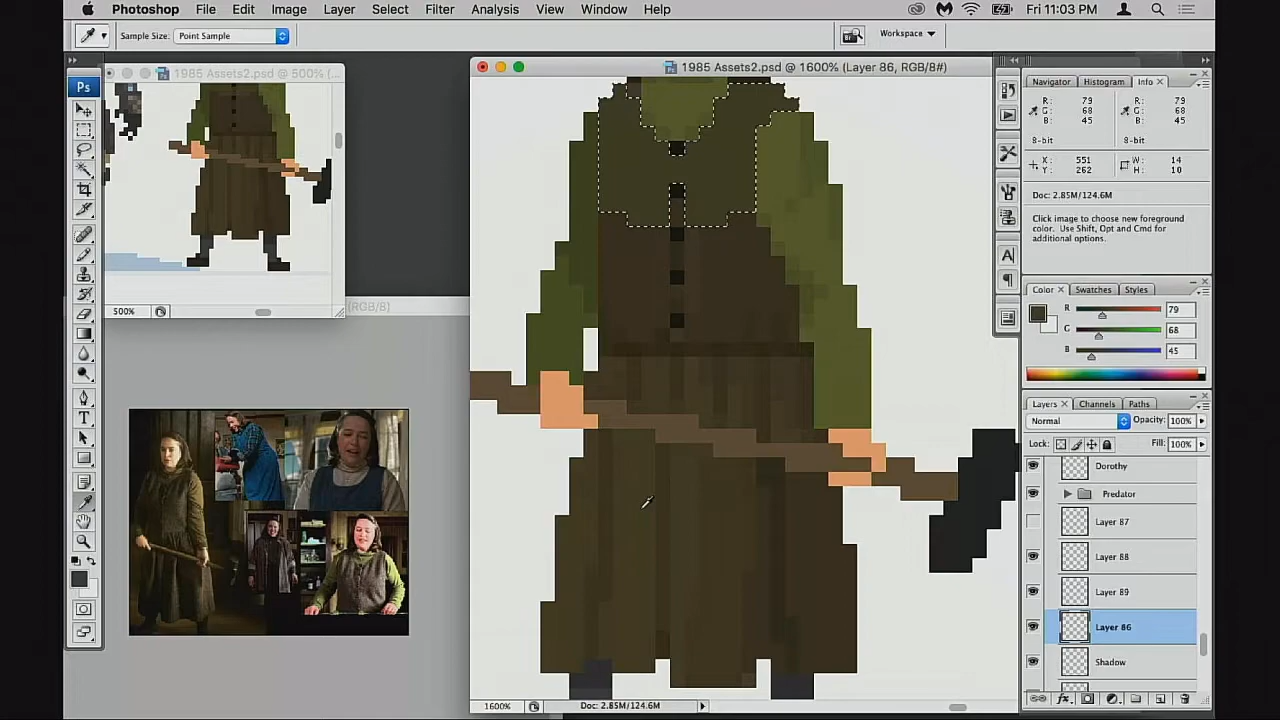 Photoshop File Edit Image Layer Select Filter Analysis View Window Help Fri 11:03 PM
Sample Size: Point Sample Workspace
1985 Assets2.psd @ 500% (...
1985 Assets2.psd @ 1600% (Layer 86, RGB/8#)
Ps
Navigator Histogram Info
R: 79 R: 79
G: 68 G: 68
B: 45 B: 45
8-bit 8-bit
X: 551 W: 14
Y: 262 H: 10
Doc: 2.85M/124.6M
Click image to choose new foreground
color. Use Shift, Opt and Cmd for
additional options.
Color Swatches Styles
R 79
G 68
B 45
500%
(RGB/8)
Layers Channels Paths
Normal Opacity: 100%
Lock: Fill: 100%
Dorothy
Predator
Layer 87
Layer 88
Layer 89
Layer 86
Shadow
1600% Doc: 2.85M/124.6M